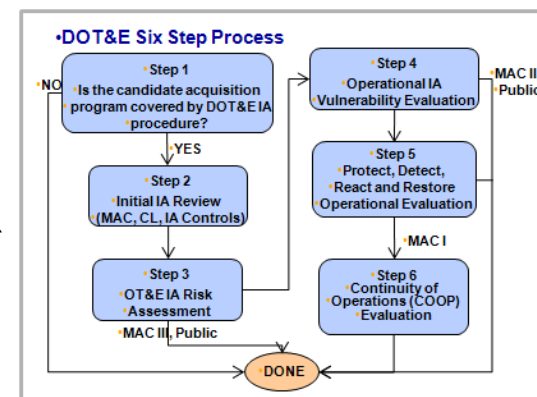 •DOT&E Six Step Process
•Step 1
•Is the candidate acquisition
•program covered by DOT&E IA
•procedure?
•NO
•YES
•Step 2
•Initial IA Review
•(MAC, CL, IA Controls)
•Step 3
•OT&E IA Risk
•Assessment
•MAC III, Public
•Step 4
•Operational IA
•Vulnerability Evaluation
•MAC II
•Public
•Step 5
•Protect, Detect,
•React and Restore
•Operational Evaluation
•MAC I
•Step 6
•Continuity of
•Operations (COOP)
•Evaluation
•DONE